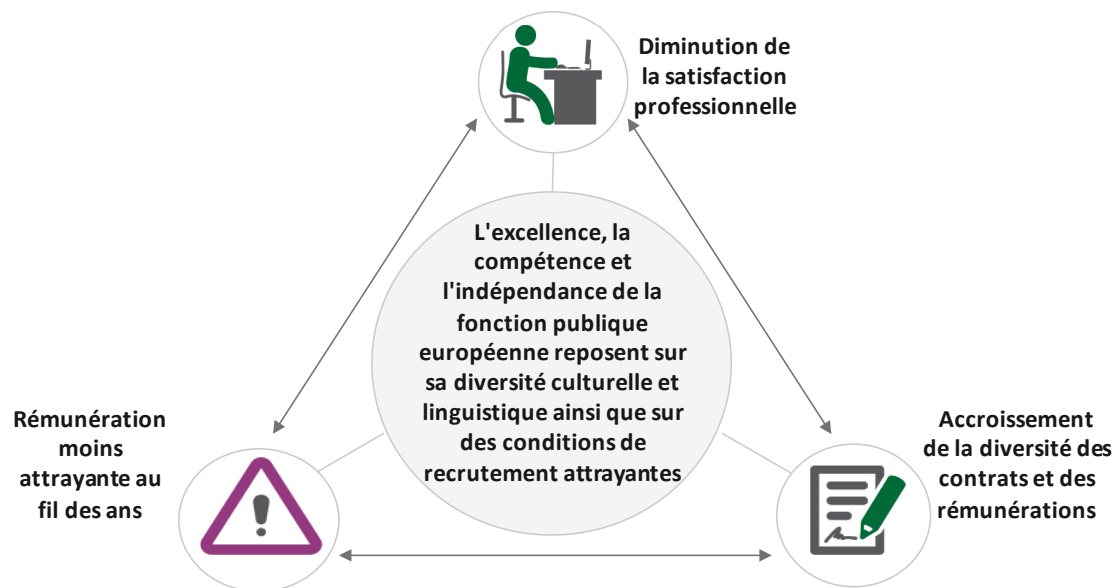 Diminution de
la satisfaction
professionnelle
L'excellence, la
compétence et
l'indépendance de la
fonction publique
européenne reposent sur
sa diversité culturelle et
linguistique ainsi que sur
des conditions de
recrutement attrayantes
Rémunération
moins
attrayante au
fil des ans
Accroissement
de la diversité des
contrats et des
rémunérations